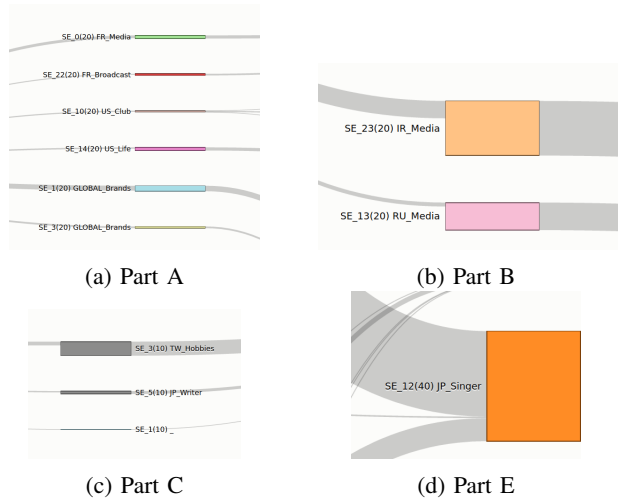 SE_0(20) FR_Media
SE_22(20) FR_Broadcast
SE_10(20) US_Club
SE_14(20) US_Life
SE_1(20) GLOBAL_Brands
SE_3(20) GLOBAL_Brands
(a) Part A
SE_23(20) IR_Media
SE_13(20) RU_Media
(b) Part B
SE_3(10) TW_Hobbies
SE_5(10) JP_Writer
SE_1(10) _
(c) Part C
SE_12(40) JP_Singer
(d) Part E